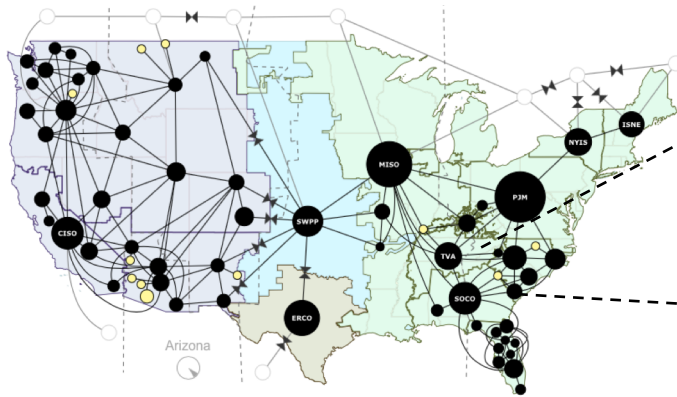 MISO
NYIS
ISNE
PJM
SWPP
CISO
TVA
SOCO
ERCO
Arizona